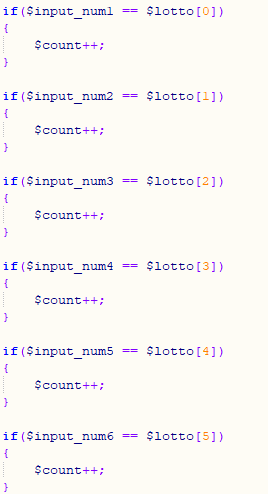 if($input_num1 == $lotto[0])
{
    $count++;
}

if($input_num2 == $lotto[1])
{
    $count++;
}

if($input_num3 == $lotto[2])
{
    $count++;
}

if($input_num4 == $lotto[3])
{
    $count++;
}

if($input_num5 == $lotto[4])
{
    $count++;
}

if($input_num6 == $lotto[5])
{
    $count++;
}